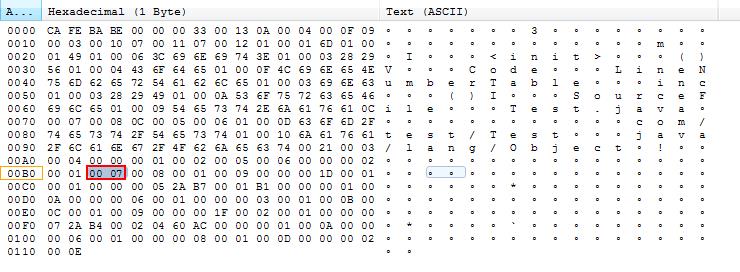 A... Hexadecimal (1 Byte) Text (ASCII)
0000 CA FE BA BE 00 00 00 33 00 13 0A 00 04 00 0F 09 3
0010 00 03 00 10 07 00 11 07 00 12 01 00 01 6D 01 00 m
0020 01 49 01 00 06 3C 69 6E 69 74 3E 01 00 03 28 29 I < i n i t > ( )
0030 56 01 00 04 43 6F 64 65 01 00 0F 4C 69 6E 65 4E V C o d e L i n e N
0040 75 6D 62 65 72 54 61 62 6C 65 01 00 03 69 6E 63 u m b e r T a b l e i n c
0050 01 00 03 28 29 49 01 00 0A 53 6F 75 72 63 65 46 ( ) I S o u r c e F
0060 69 6C 65 01 00 09 54 65 73 74 2E 6A 61 76 61 0C i l e T e s t . j a v a
0070 00 07 00 08 0C 00 05 00 06 01 00 0D 63 6F 6D 2F c o m /
0080 74 65 73 74 2F 54 65 73 74 01 00 10 6A 61 76 61 t e s t / T e s t j a v a
0090 2F 6C 61 6E 67 2F 4F 62 6A 65 63 74 00 21 00 03 / l a n g / O b j e c t !
00A0 00 04 00 00 00 01 00 02 00 05 00 06 00 00 00 02
00B0 00 01 00 07 00 08 00 01 00 09 00 00 00 1D 00 01
00C0 00 01 00 00 00 05 2A B7 00 01 B1 00 00 00 01 00 *
00D0 0A 00 00 00 06 00 01 00 00 00 03 00 01 00 0B 00
00E0 0C 00 01 00 09 00 00 00 1F 00 02 00 01 00 00 00
00F0 07 2A B4 00 02 04 60 AC 00 00 00 01 00 0A 00 00 * `
0100 00 06 00 01 00 00 00 08 00 01 00 0D 00 00 00 02
0110 00 0E